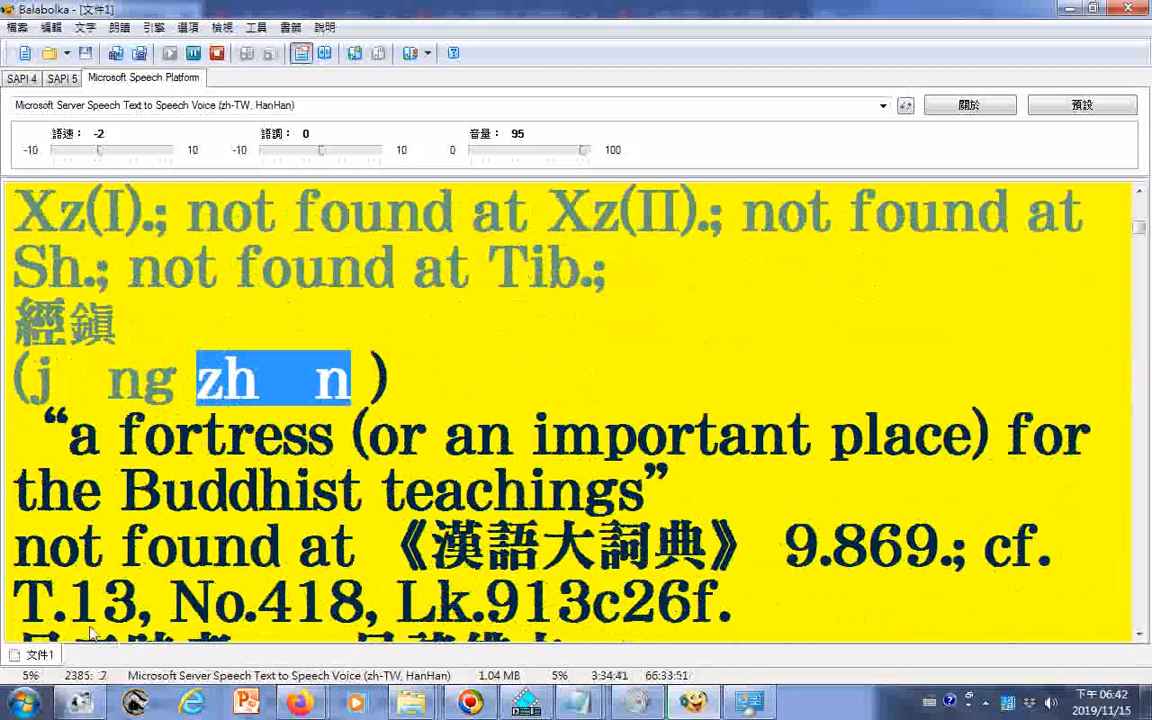 Balabolka - [文件1]
檔案 編輯 文字 朗讀 引擎 選項 檢視 工具 書籤 說明
SAPI 4 SAPI 5 Microsoft Speech Platform
Microsoft Server Speech Text to Speech Voice (zh-TW, HanHan)
關於 預設
語速： -2 語調： 0 音量： 95
-10 10 -10 10 0 100
Xz(I).; not found at Xz(II).; not found at
Sh.; not found at Tib.;
經鎭
(j ng zh n )
“a fortress (or an important place) for
the Buddhist teachings”
not found at 《漢語大詞典》 9.869.; cf.
T.13, No.418, Lk.913c26f.
文件1
5% 2385: 7 Microsoft Server Speech Text to Speech Voice (zh-TW, HanHan) 1.04 MB 5% 3:34:41 66:33:51
下午 06:42
2019/11/15